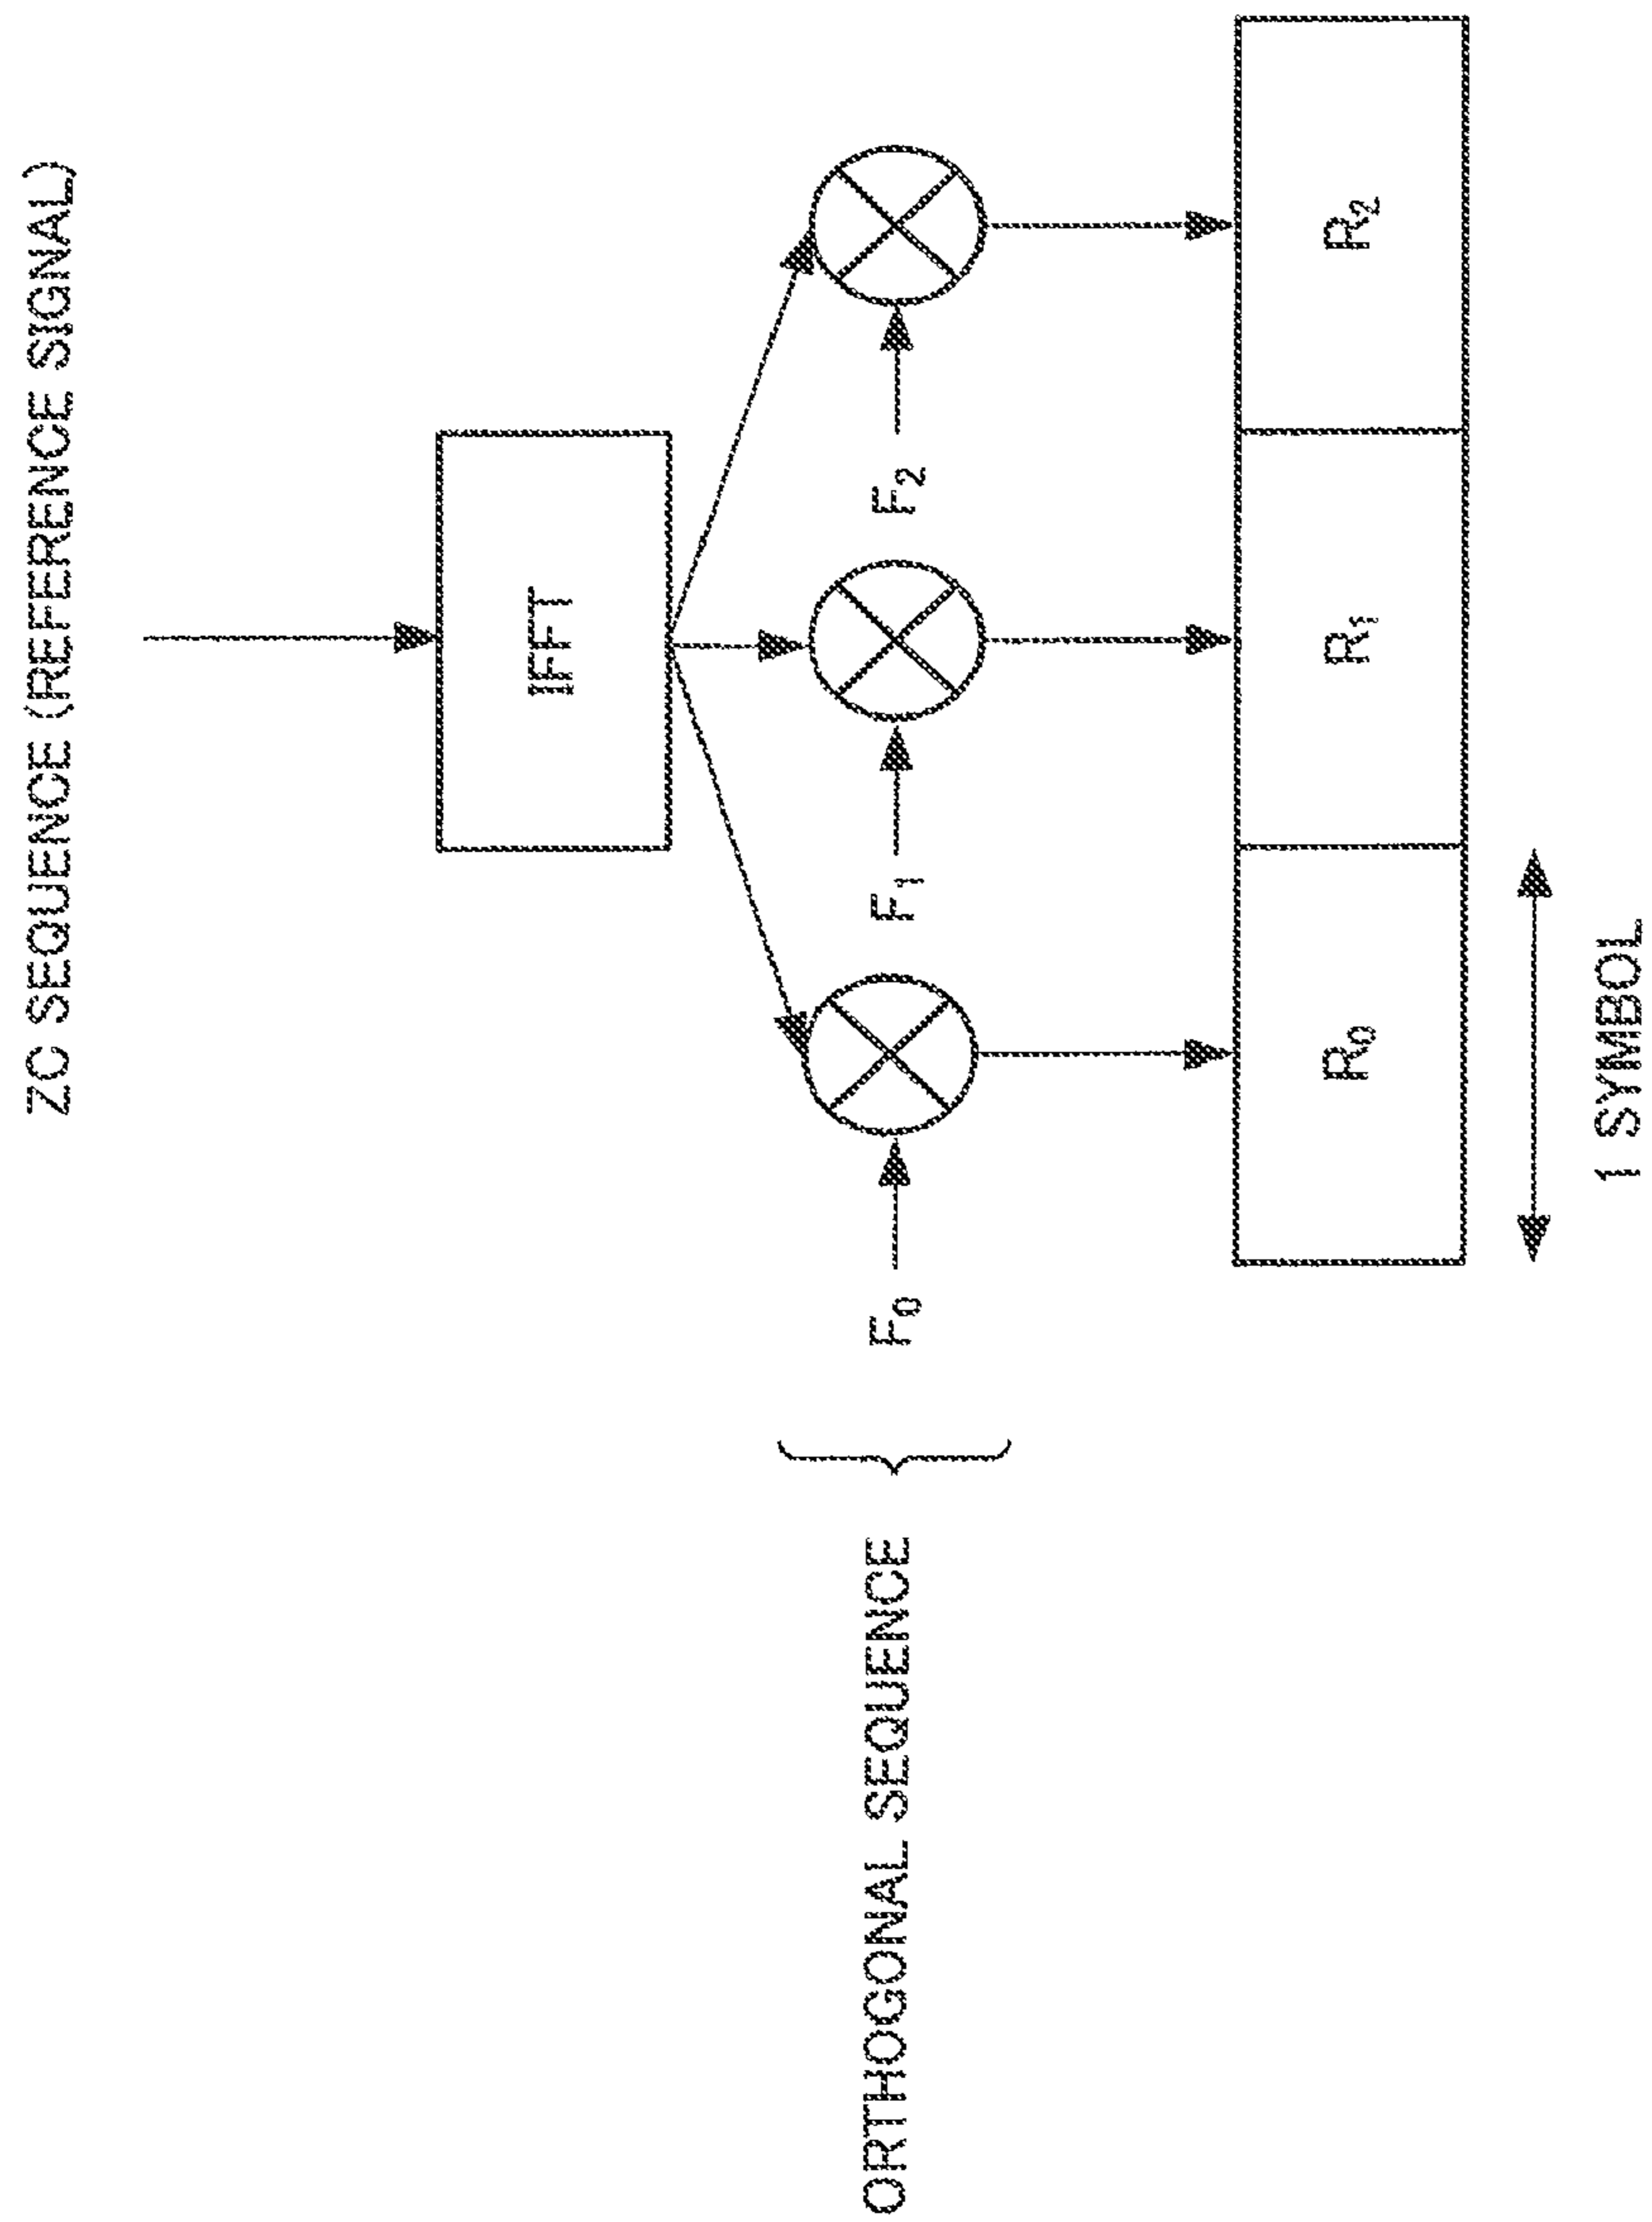 ZC SEQUENCE (REFERENCE SIGNAL)
IFFT
ORTHOGONAL SEQUENCE
F₀
F₁
F₂
R₀
R₁
R₂
1 SYMBOL